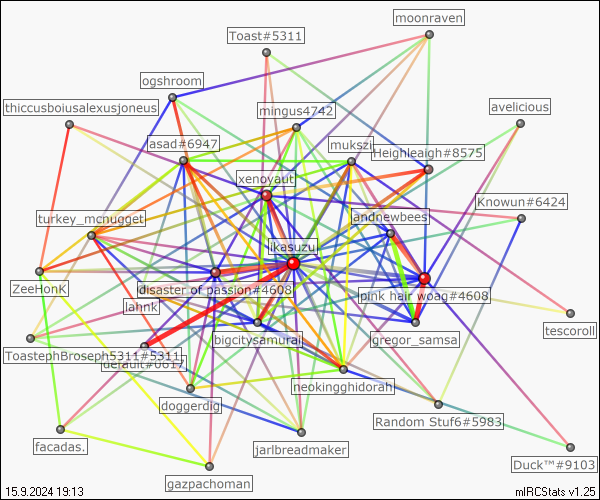 moonraven
Toast#5311
ogshroom
thiccusboiusalexusjoneus
mingus4742
avelicious
asad#6947
mukszi
Heighleaigh#8575
xenoyaut
Knowun#6424
turkey_mcnugget
andnewbees
ikasuzu
ZeeHonK
disaster of passion#4608
pink hair woag#4608
lahnk
tescoroll
bigcitysamurai
gregor_samsa
ToastephBroseph5311#5311
default#0617
neokingghidorah
doggerdig
Random Stuf6#5983
facadas.
jarlbreadmaker
Duck™#9103
gazpachoman
15.9.2024 19:13
mIRCStats v1.25